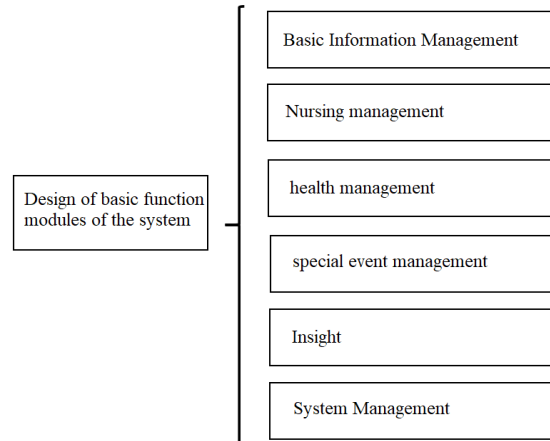 Basic Information Management
Nursing management
Design of basic function
modules of the system
health management
special event management
Insight
System Management